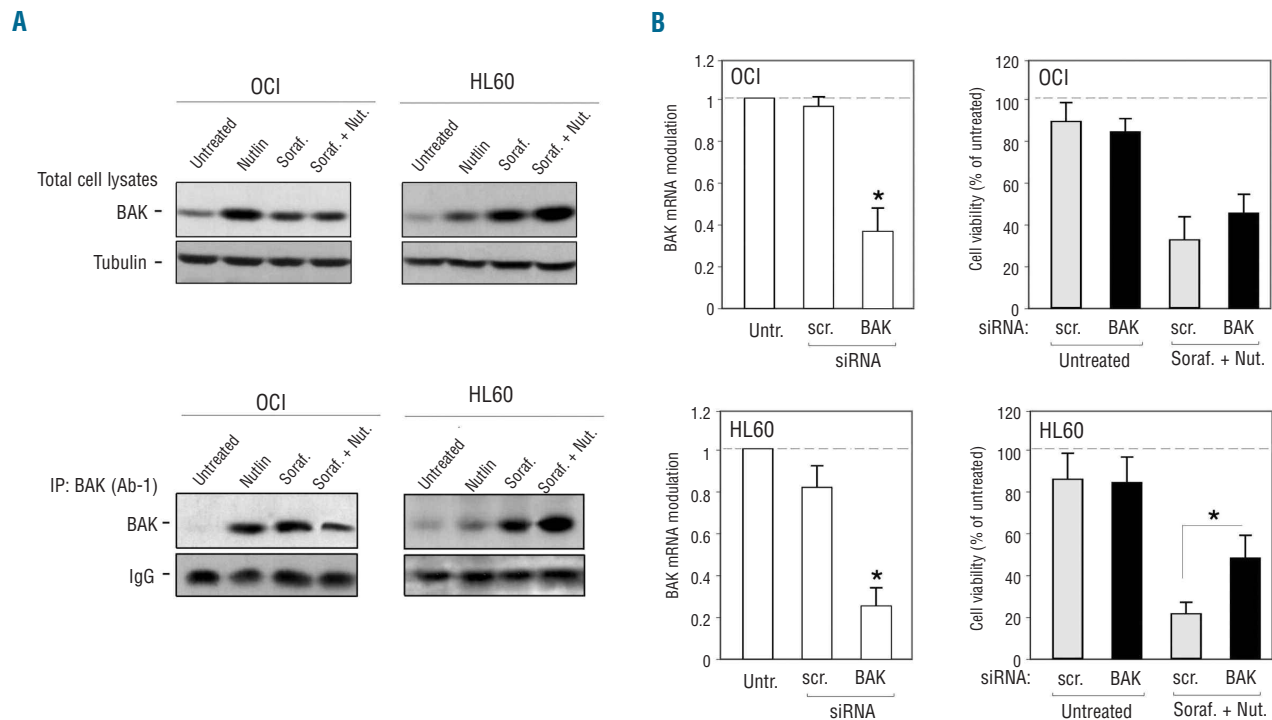 A
OCI
HL60
Untreated
Nutlin
Soraf.
Soraf. + Nut.
Untreated
Nutlin
Soraf.
Soraf. + Nut.
Total cell lysates
BAK
Tubulin
OCI
HL60
Untreated
Nutlin
Soraf.
Soraf. + Nut.
Untreated
Nutlin
Soraf.
Soraf. + Nut.
IP: BAK (Ab-1)
BAK
IgG
B
OCI
BAK mRNA modulation
1.2
1
0.8
0.6
0.4
0.2
0
*
Untr.
scr.
BAK
siRNA
OCI
Cell viability (% of untreated)
120
100
80
60
40
20
0
siRNA:
scr.
BAK
scr.
BAK
Untreated
Soraf. + Nut.
HL60
BAK mRNA modulation
1.2
1
0.8
0.6
0.4
0.2
0
*
Untr.
scr.
BAK
siRNA
HL60
Cell viability (% of untreated)
120
100
80
60
40
20
0
*
siRNA:
scr.
BAK
scr.
BAK
Untreated
Soraf. + Nut.